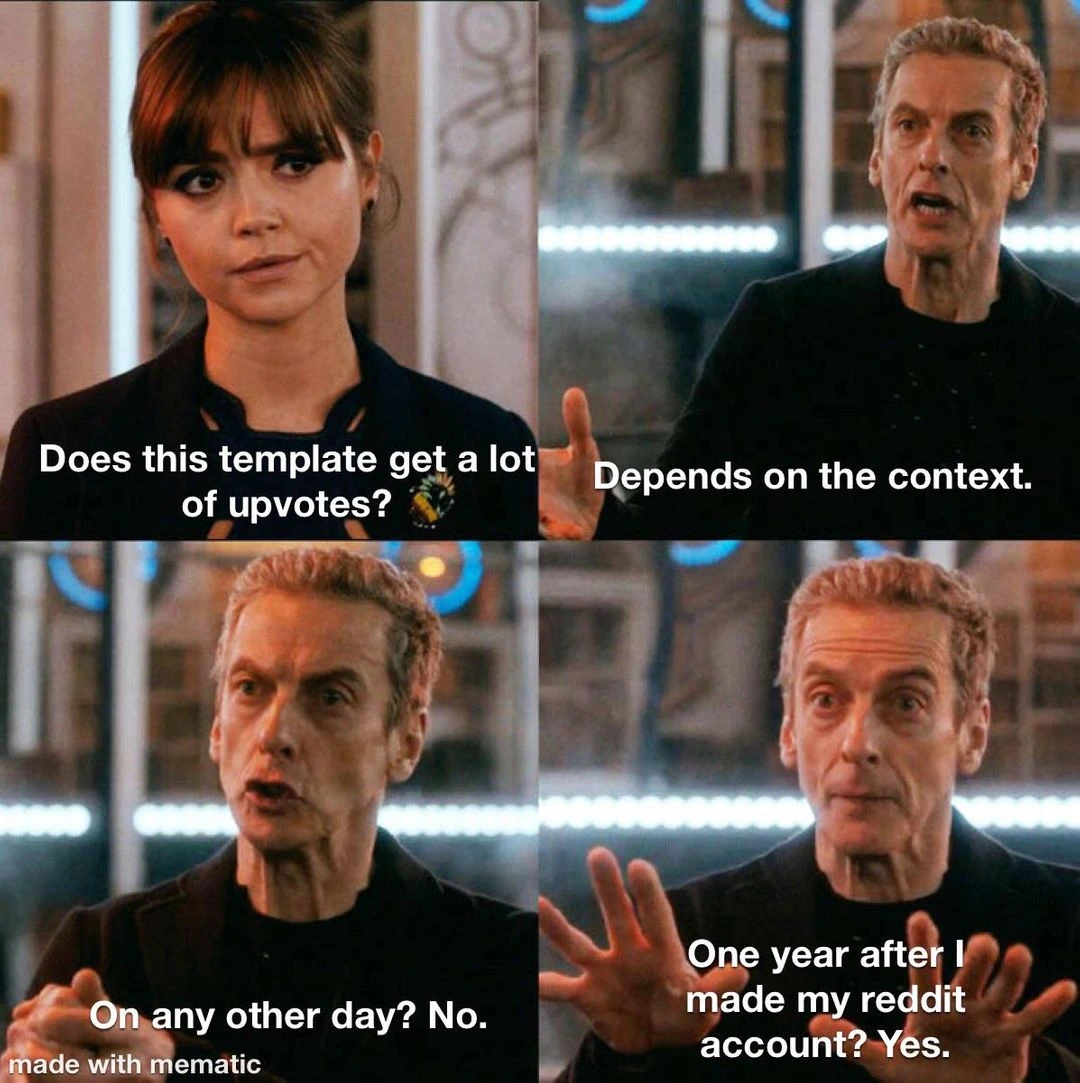 Does this template get a lot
of upvotes?
Depends on the context.
On any other day? No.
made with mematic
One year after I
made my reddit
account? Yes.